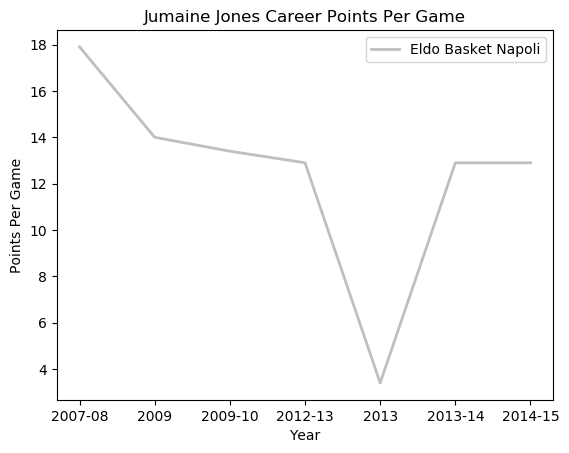 Jumaine Jones Career Points Per Game
Eldo Basket Napoli
Points Per Game
18
16
14
12
10
8
6
4
2007-08 2009 2009-10 2012-13 2013 2013-14 2014-15
Year